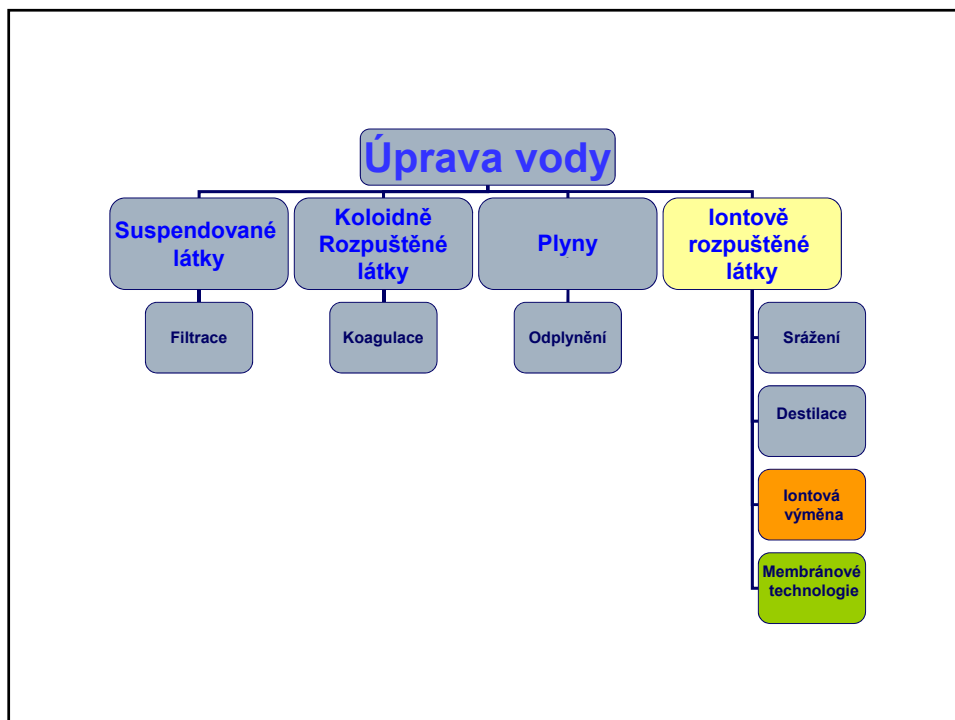 Úprava vody
Suspendované
látky
Koloidně
Rozpuštěné
látky
Plyny
Iontově
rozpuštěné
látky
Filtrace
Koagulace
Odplynění
Srážení
Destilace
Iontová
výměna
Membránové
technologie